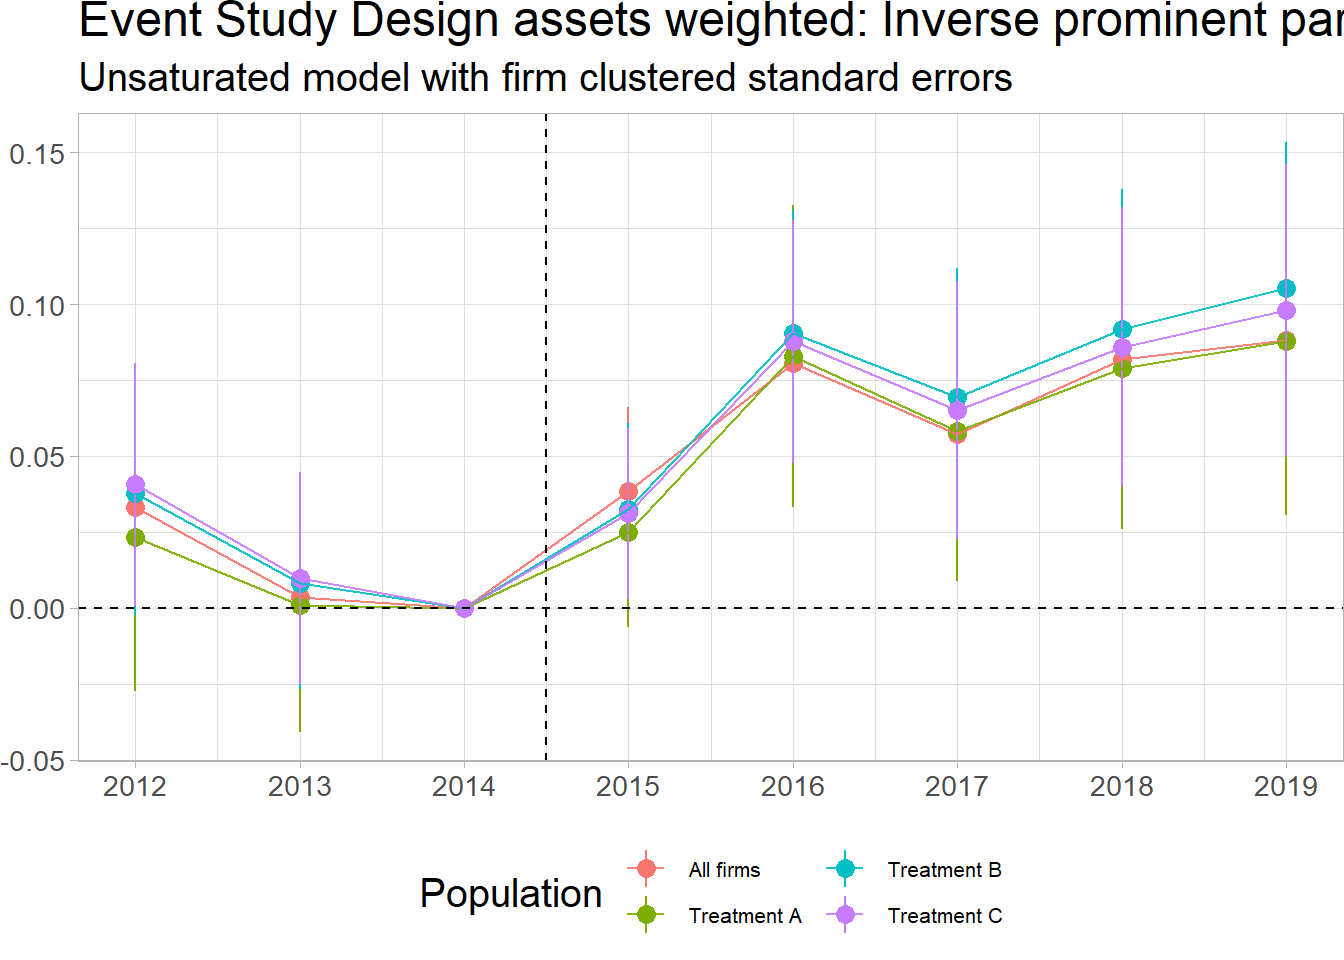 Event Study Design assets weighted: Inverse prominent par
Unsaturated model with firm clustered standard errors
0.15
0.10
0.05
0.00
-0.05
2012 2013 2014 2015 2016 2017 2018 2019
Population
All firms
Treatment B
Treatment A
Treatment C